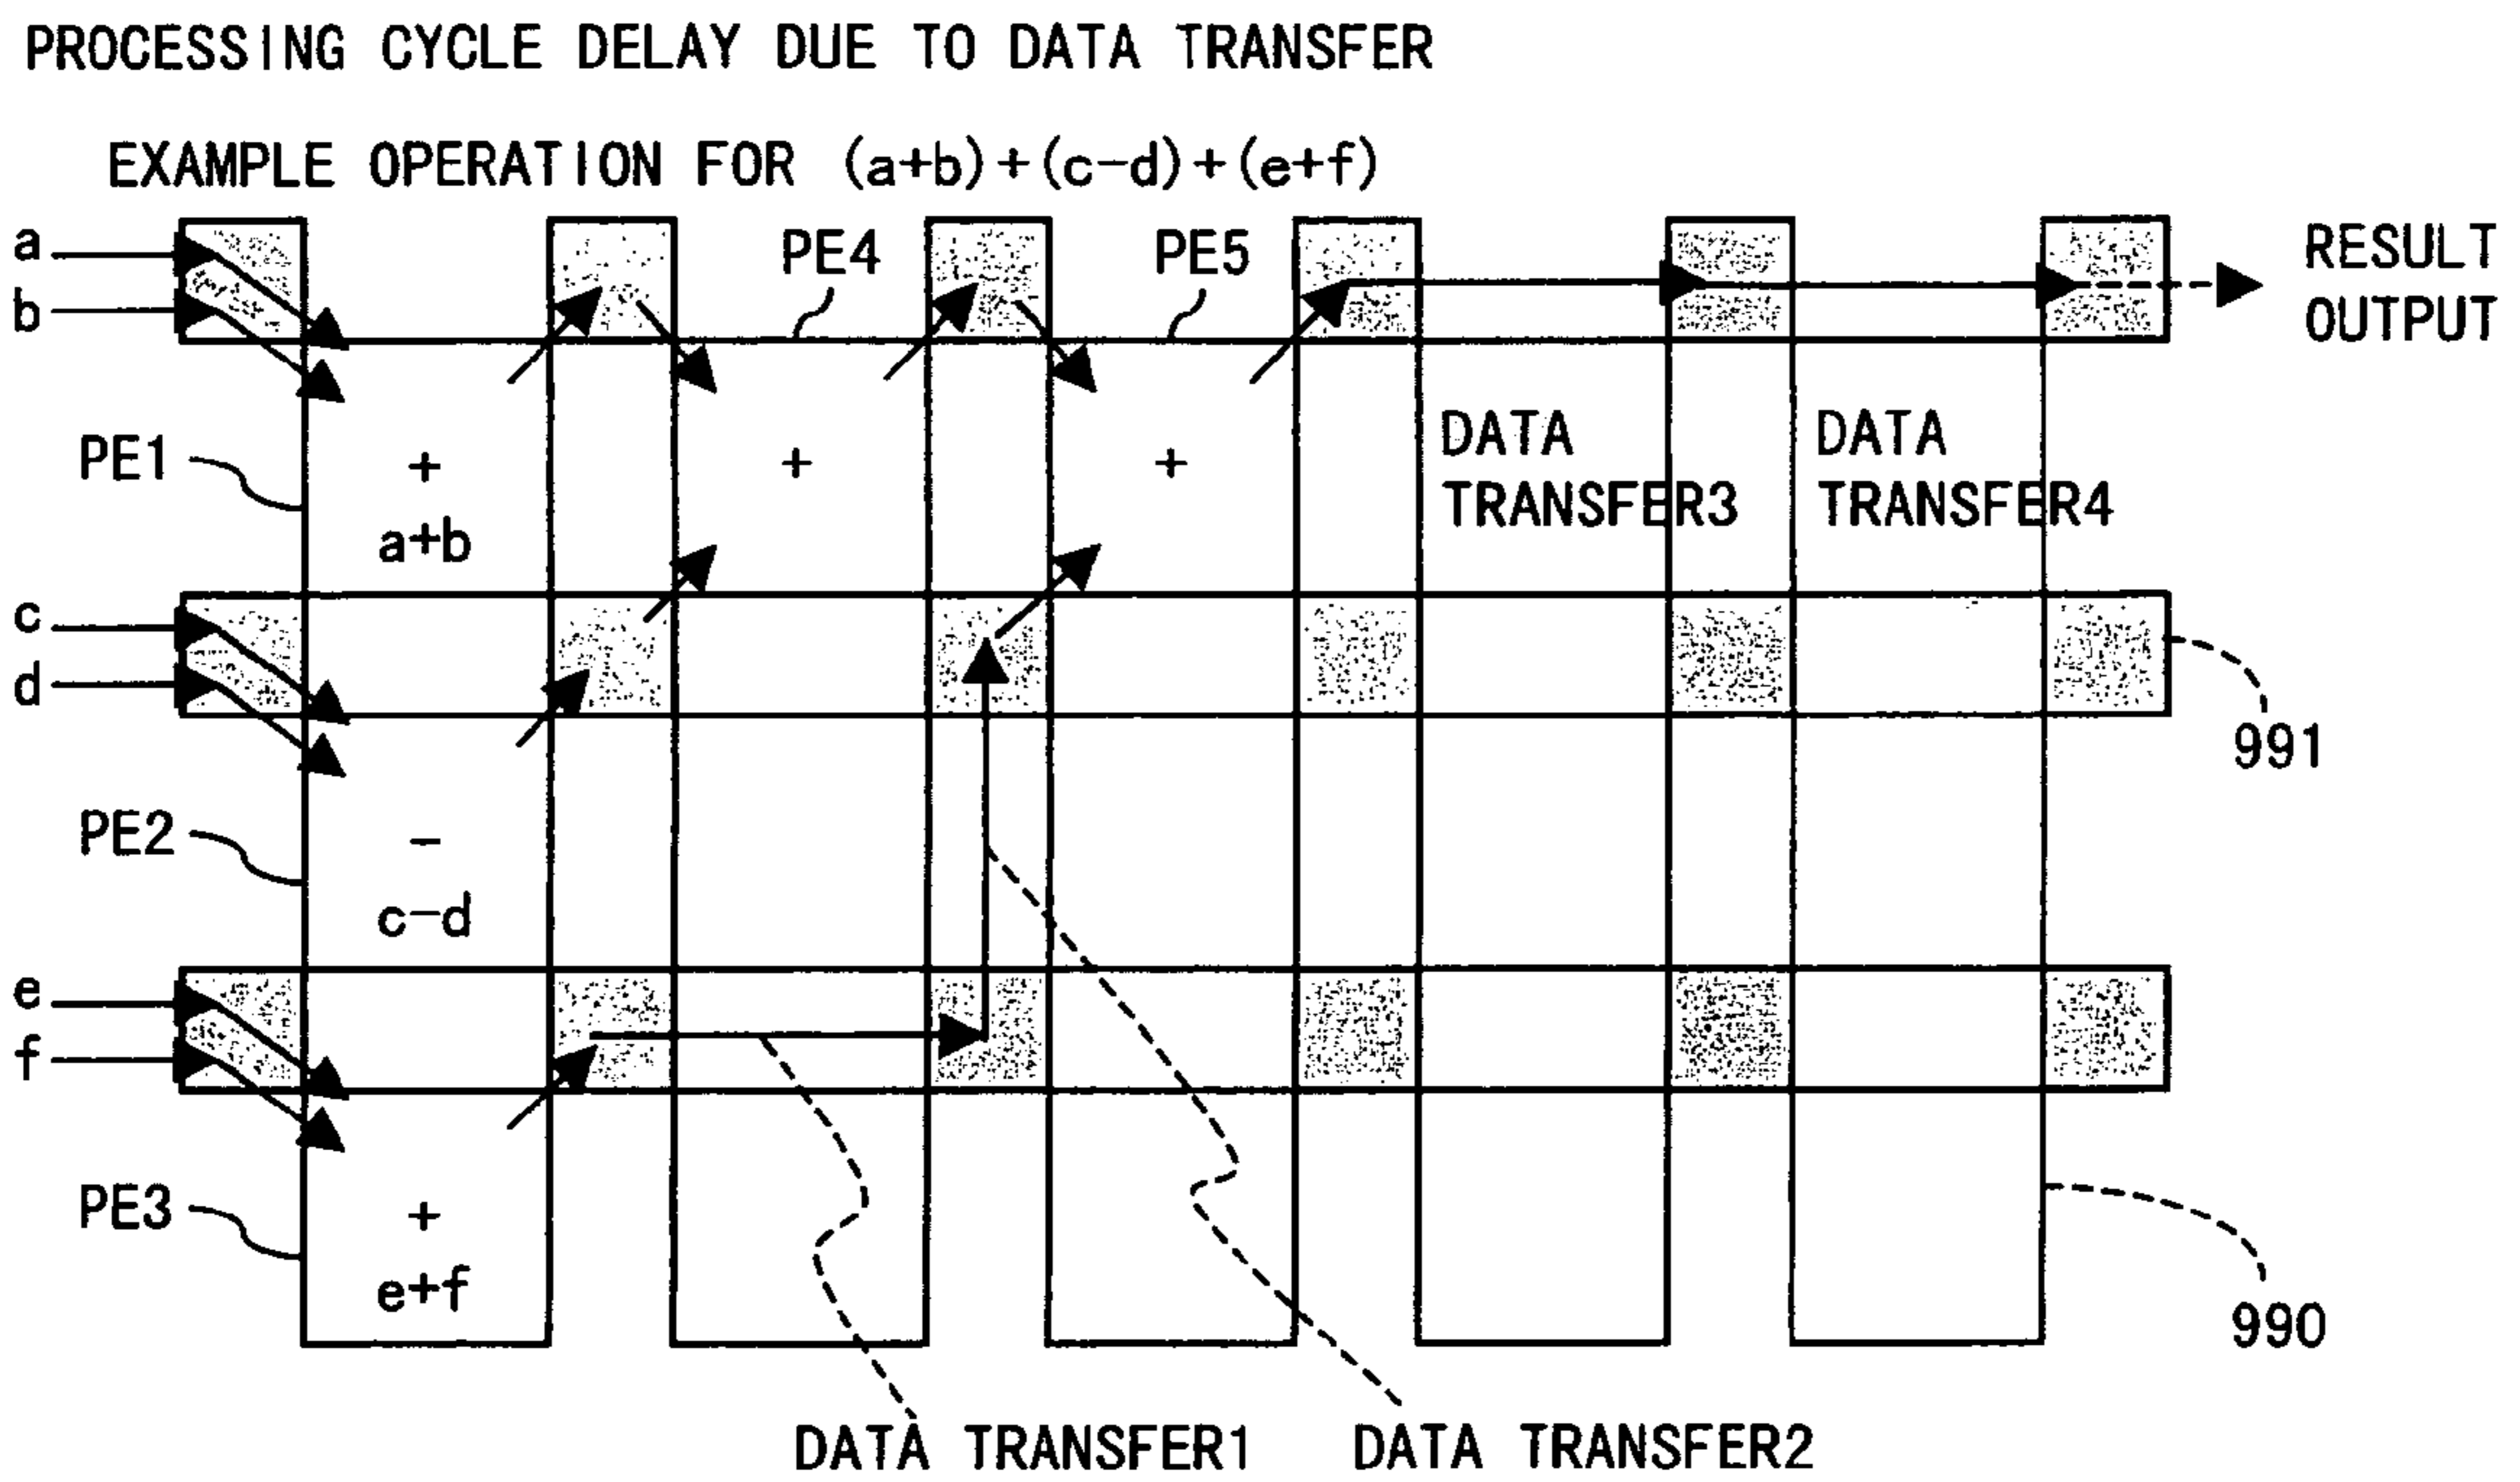 PROCESSING CYCLE DELAY DUE TO DATA TRANSFER
EXAMPLE OPERATION FOR (a+b)+(c-d)+(e+f)
a
b
PE4
PE5
RESULT
OUTPUT
PE1
+
a+b
+
+
DATA
TRANSFER3
DATA
TRANSFER4
c
d
991
PE2
-
c-d
e
f
PE3
+
e+f
990
DATA TRANSFER1
DATA TRANSFER2